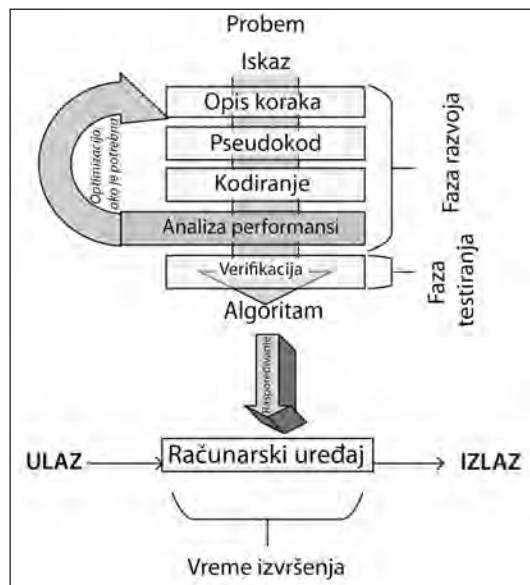 Probem
Iskaz
Opis koraka
Pseudokod
Kodiranje
Analiza performansi
Optimizacija,
ako je potrebna
Faza razvoja
Verifikacija
Faza
testiranja
Algoritam
Raspoređivanje
ULAZ
Računarski uređaj
IZLAZ
Vreme izvršenja